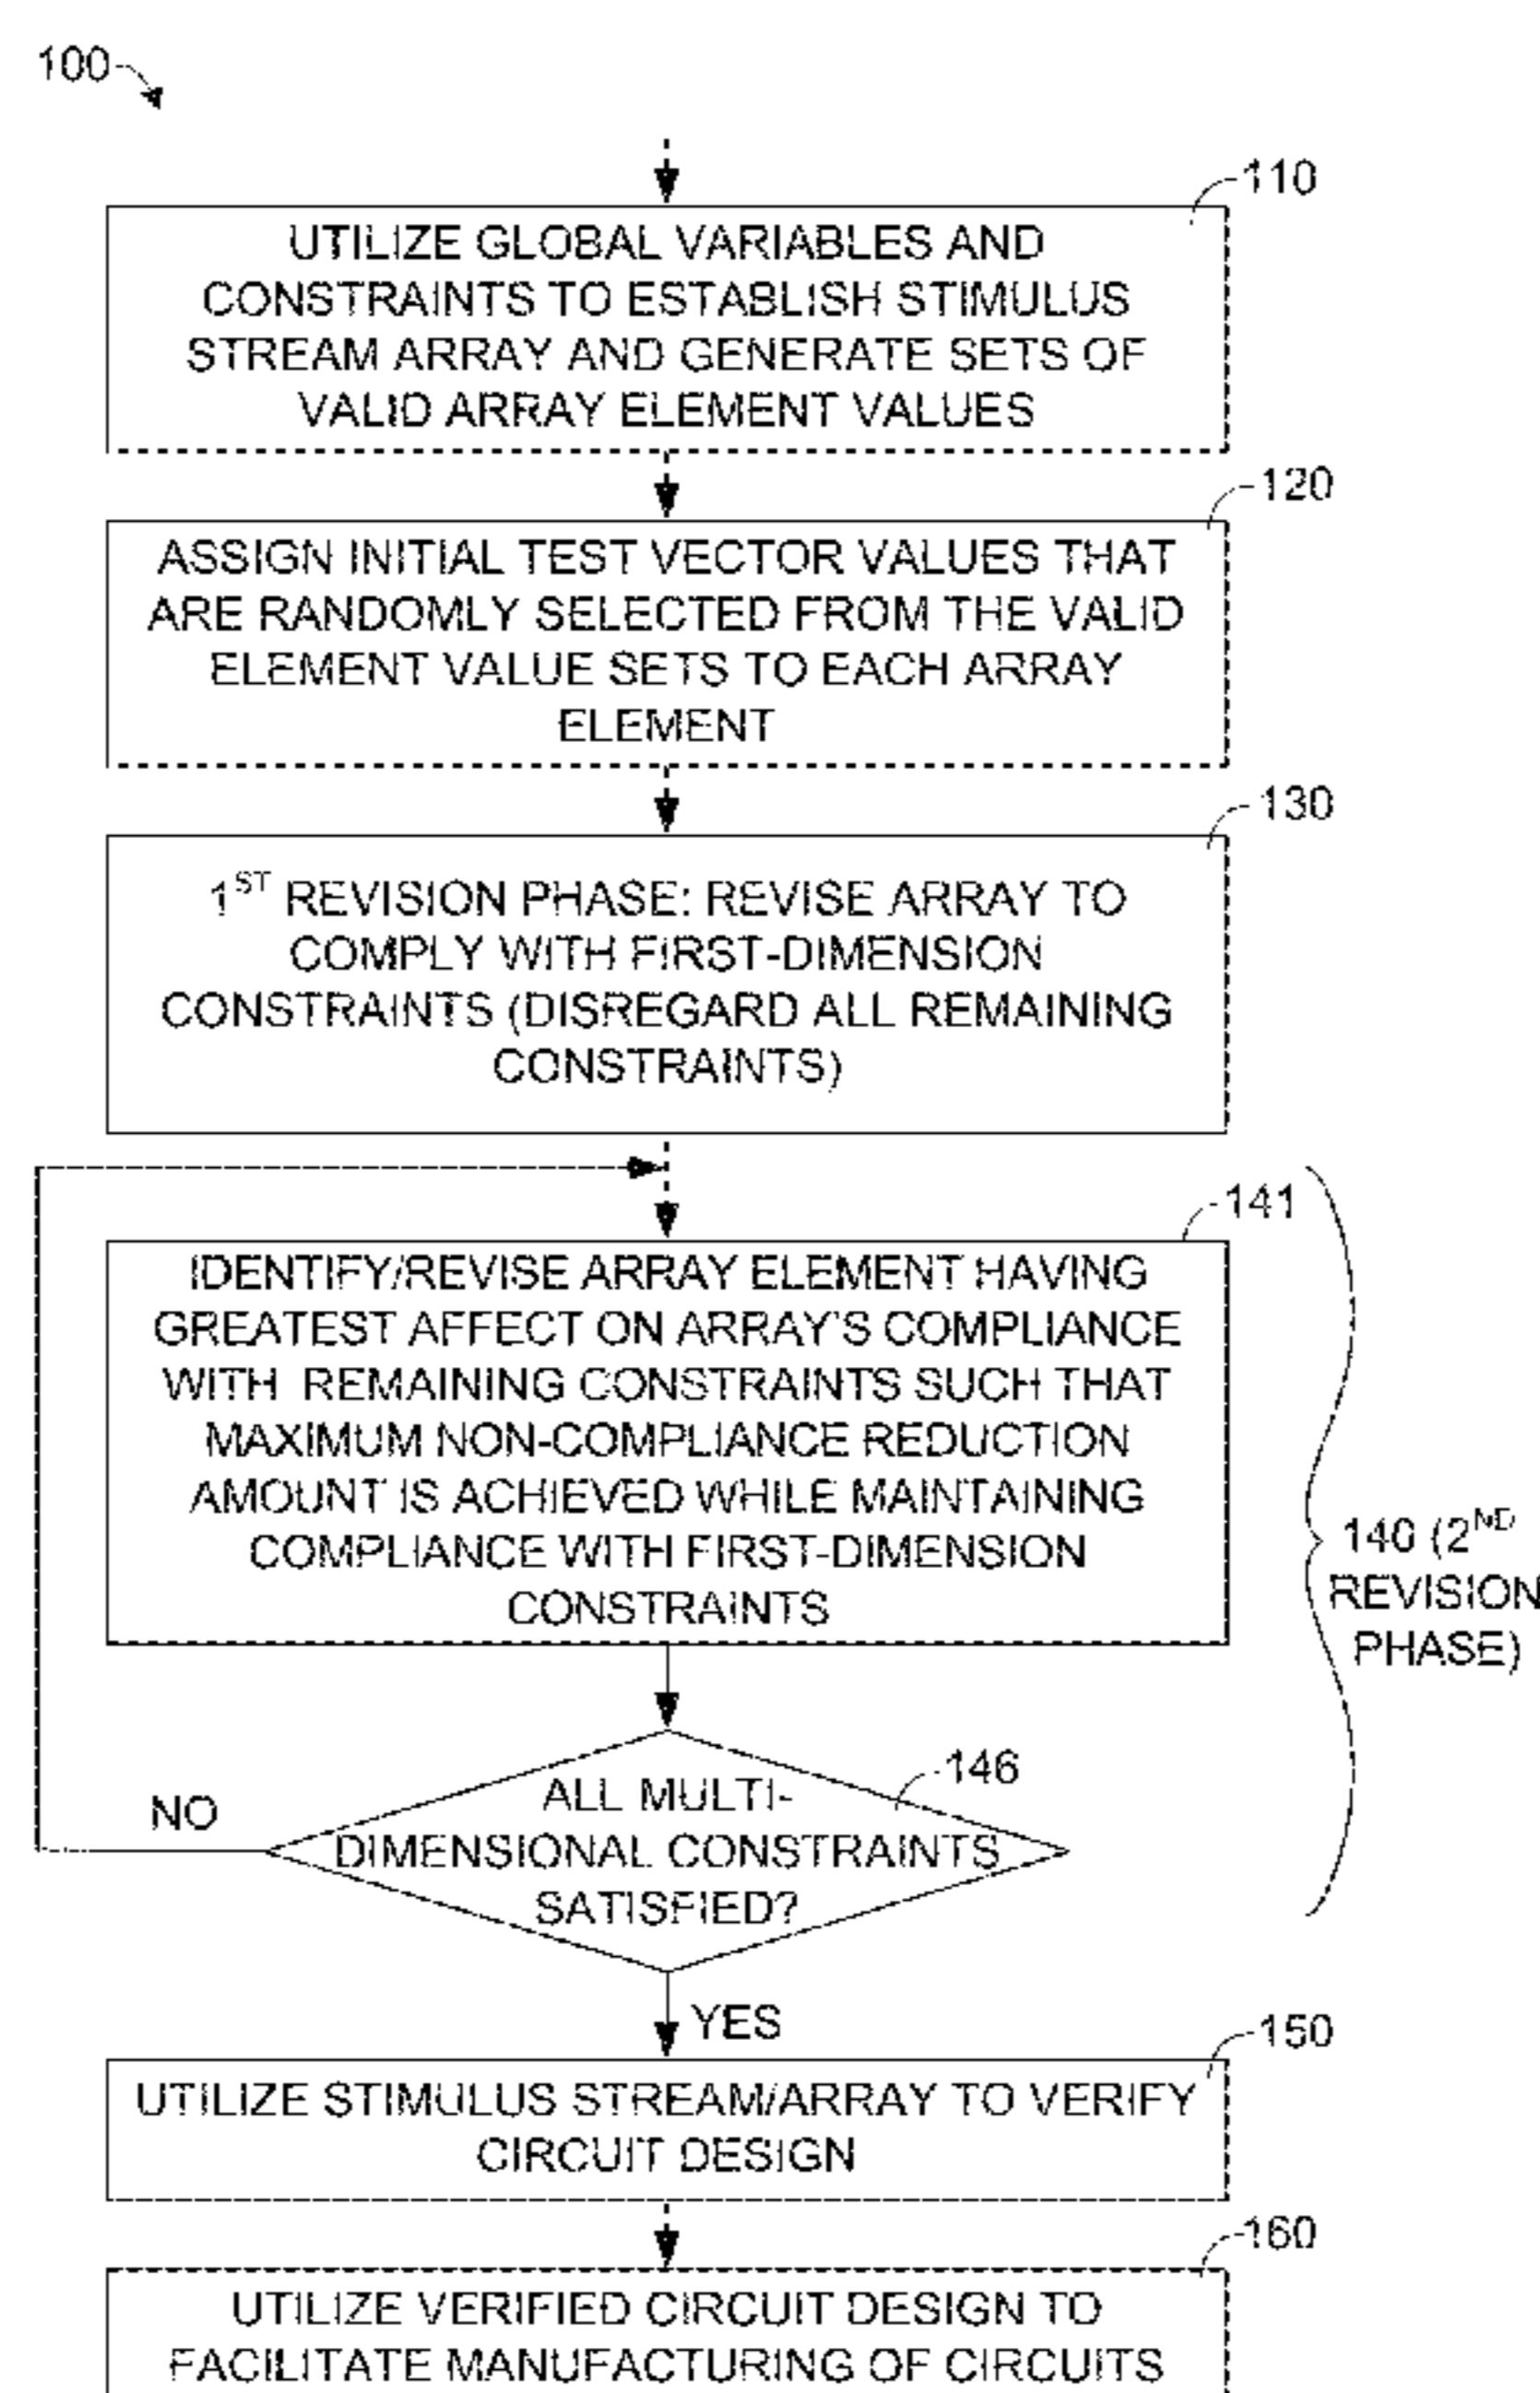 100
110
UTILIZE GLOBAL VARIABLES AND
CONSTRAINTS TO ESTABLISH STIMULUS
STREAM ARRAY AND GENERATE SETS OF
VALID ARRAY ELEMENT VALUES
120
ASSIGN INITIAL TEST VECTOR VALUES THAT
ARE RANDOMLY SELECTED FROM THE VALID
ELEMENT VALUE SETS TO EACH ARRAY
ELEMENT
130
1ST REVISION PHASE: REVISE ARRAY TO
COMPLY WITH FIRST-DIMENSION
CONSTRAINTS (DISREGARD ALL REMAINING
CONSTRAINTS)
141
IDENTIFY/REVISE ARRAY ELEMENT HAVING
GREATEST AFFECT ON ARRAY'S COMPLIANCE
WITH REMAINING CONSTRAINTS SUCH THAT
MAXIMUM NON-COMPLIANCE REDUCTION
AMOUNT IS ACHIEVED WHILE MAINTAINING
COMPLIANCE WITH FIRST-DIMENSION
CONSTRAINTS
140 (2ND
REVISION
PHASE)
146
ALL MULTI-
DIMENSIONAL CONSTRAINTS
SATISFIED?
NO
YES
150
UTILIZE STIMULUS STREAM/ARRAY TO VERIFY
CIRCUIT DESIGN
160
UTILIZE VERIFIED CIRCUIT DESIGN TO
FACILITATE MANUFACTURING OF CIRCUITS